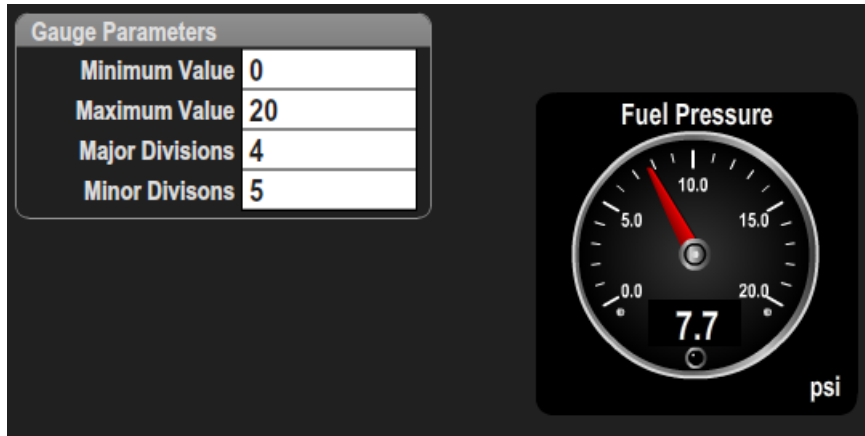 Gauge Parameters
Minimum Value 0
Maximum Value 20
Major Divisions 4
Minor Divisons 5
Fuel Pressure
10.0
5.0 15.0
0.0 20.0
7.7
psi